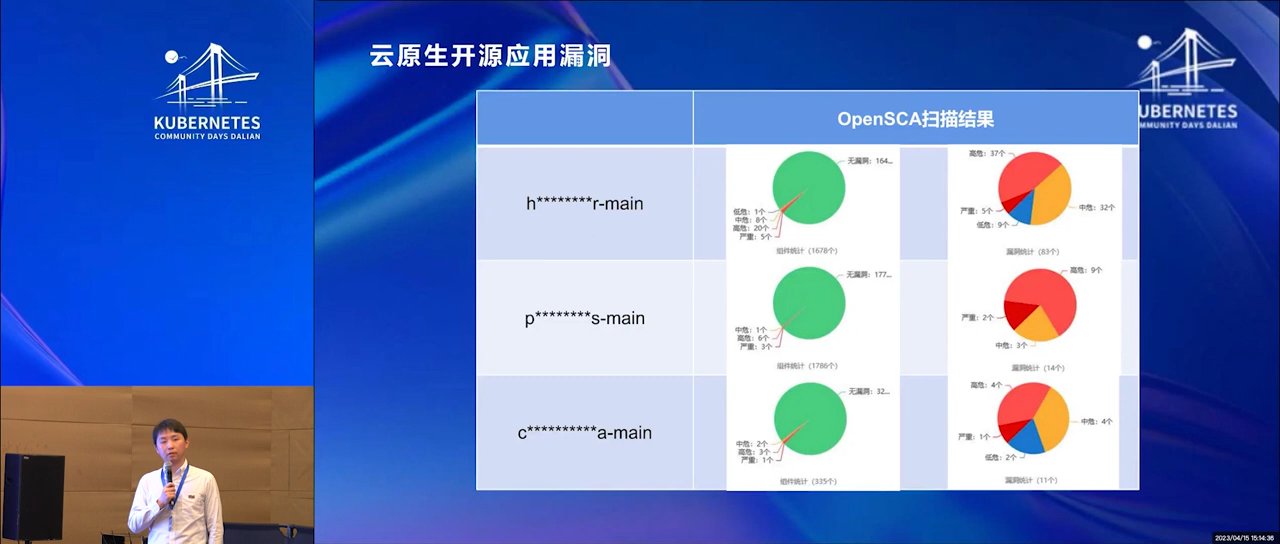 KUBERNETES
COMMUNITY DAYS DALIAN
云原生开源应用漏洞
UBERNETES
MMUNITY DAYS DALIAN
OpenSCA扫描结果
h********r-main
无漏洞：164...
低危：1个
中危：8个
高危：20个
严重：5个
组件统计（1678个）
高危：37个
中危：32个
严重：5个
低危：9个
漏洞统计（83个）
p********s-main
无漏洞：177...
中危：1个
高危：6个
严重：3个
组件统计（1786个）
高危：9个
严重：2个
中危：3个
漏洞统计（14个）
c**********a-main
无漏洞：32...
中危：2个
高危：3个
严重：1个
组件统计（335个）
高危：4个
中危：4个
严重：1个
低危：2个
漏洞统计（11个）
2023/04/15 15:14:36